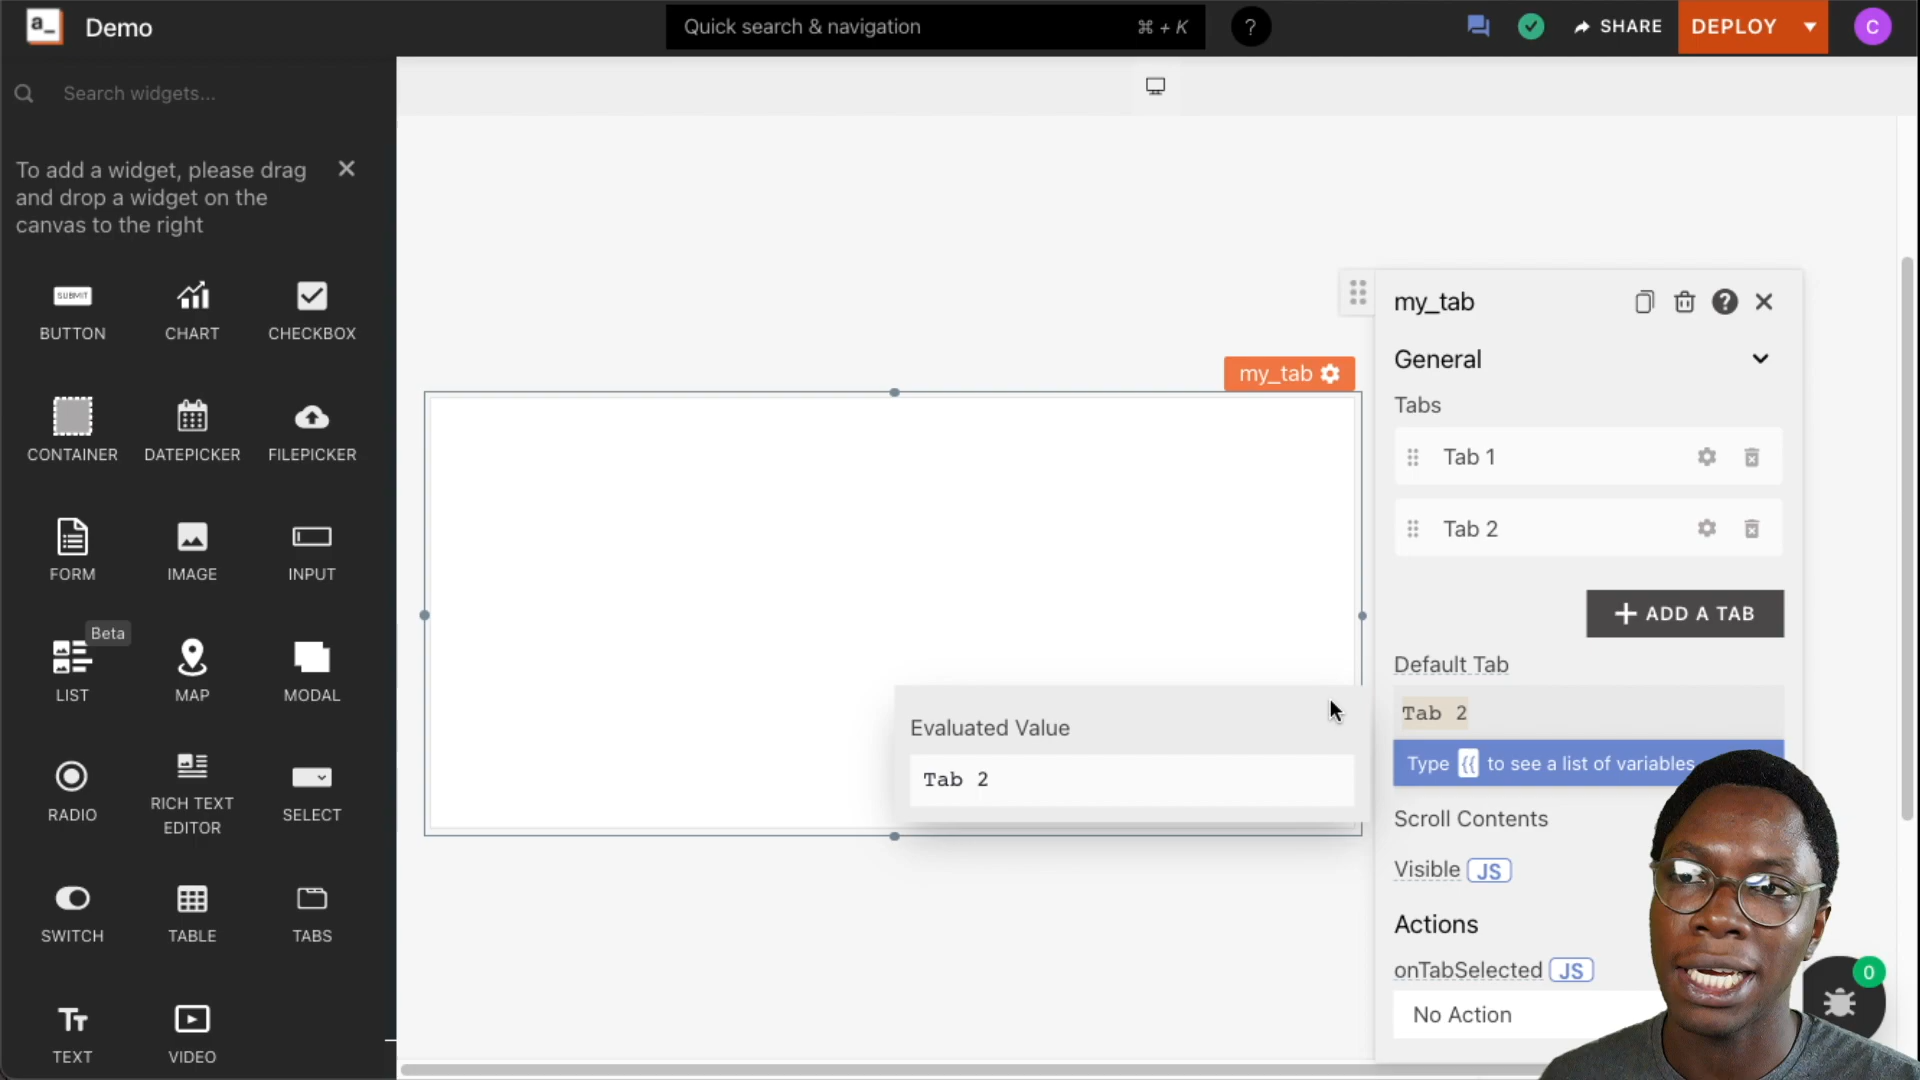 a_
Demo
Quick search & navigation
⌘ + K
?
SHARE
DEPLOY
C
Search widgets...
To add a widget, please drag
and drop a widget on the
canvas to the right
SUBMIT
BUTTON
CHART
CHECKBOX
CONTAINER
DATEPICKER
FILEPICKER
FORM
IMAGE
INPUT
Beta
LIST
MAP
MODAL
RADIO
RICH TEXT
EDITOR
SELECT
SWITCH
TABLE
TABS
TT
TEXT
VIDEO
my_tab
Evaluated Value
Tab 2
my_tab
?
General
Tabs
Tab 1
Tab 2
+ ADD A TAB
Default Tab
Tab 2
Type {{ to see a list of variables
Scroll Contents
Visible JS
Actions
onTabSelected JS
No Action
0